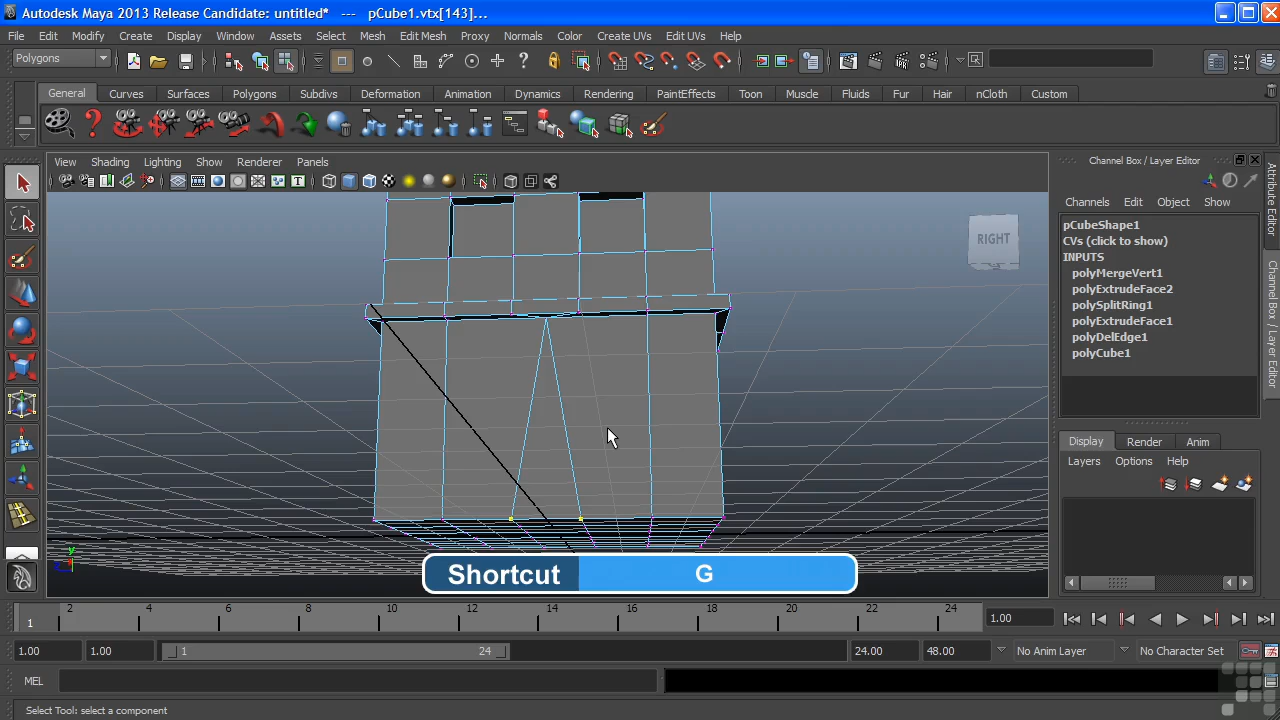 Autodesk Maya 2013 Release Candidate: untitled* --- pCube1.vtx[143]...
File Edit Modify Create Display Window Assets Select Mesh Edit Mesh Proxy Normals Color Create UVs Edit UVs Help
Polygons
General Curves Surfaces Polygons Subdivs Deformation Animation Dynamics Rendering PaintEffects Toon Muscle Fluids Fur Hair nCloth Custom
View Shading Lighting Show Renderer Panels
Channel Box / Layer Editor
Channels Edit Object Show
pCubeShape1
CVs (click to show)
INPUTS
polyMergeVert1
polyExtrudeFace2
polySplitRing1
polyExtrudeFace1
polyDelEdge1
polyCube1
Attribute Editor
Channel Box / Layer Editor
RIGHT
Display Render Anim
Layers Options Help
y
Shortcut G
2 4 6 8 10 12 14 16 18 20 22 24
1
1.00
1.00 1.00 1 24 24.00 48.00 No Anim Layer No Character Set
MEL
Select Tool: select a component